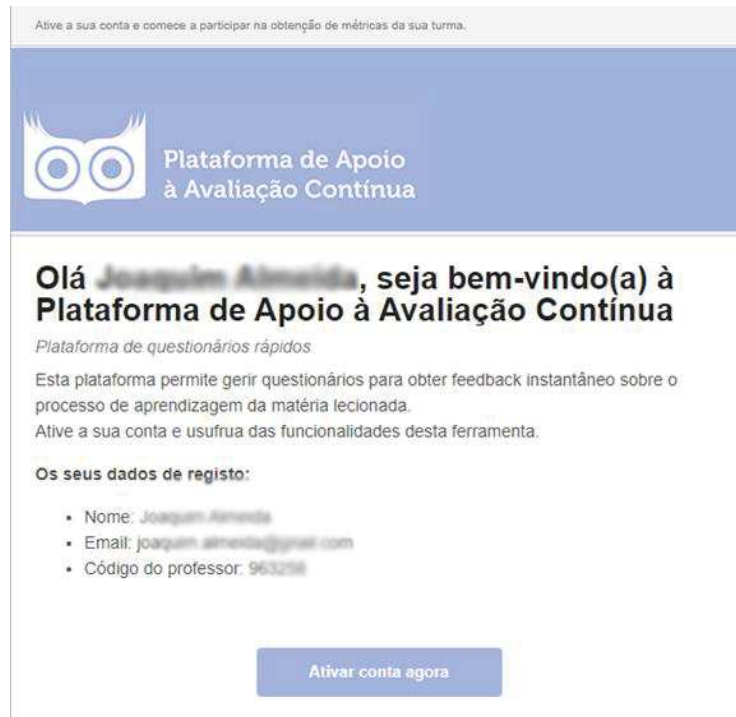 Ative a sua conta e comece a participar na obtenção de métricas da sua turma.
Plataforma de Apoio
à Avaliação Contínua
Olá , seja bem-vindo(a) à
Plataforma de Apoio à Avaliação Contínua
Plataforma de questionários rápidos
Esta plataforma permite gerir questionários para obter feedback instantâneo sobre o
processo de aprendizagem da matéria lecionada.
Ative a sua conta e usufrua das funcionalidades desta ferramenta.
Os seus dados de registo:
• Nome:
• Email:
• Código do professor:
Ativar conta agora